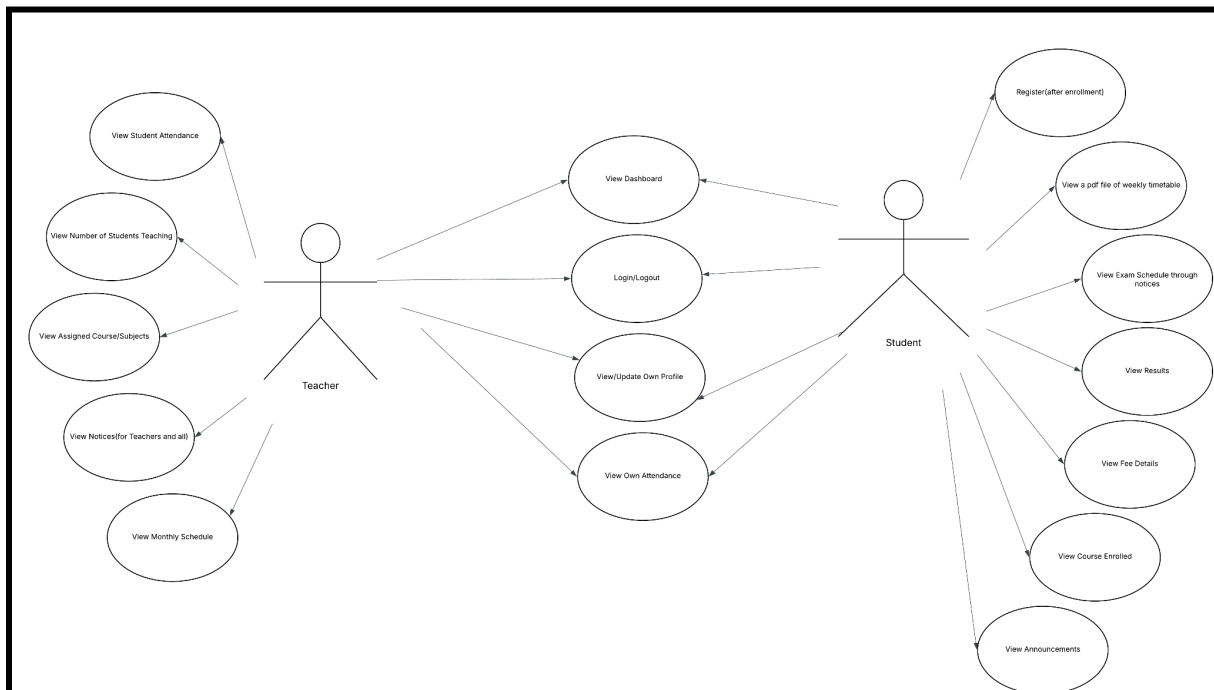 Register(after enrollment)
View Student Attendance
View Dashboard
View a pdf file of weekly timetable
View Number of Students Teaching
Login/Logout
View Exam Schedule through
notices
View Assigned Course/Subjects
Student
View Results
Teacher
View/Update Own Profile
View Notices(for Teachers and all)
View Own Attendance
View Fee Details
View Monthly Schedule
View Course Enrolled
View Announcements